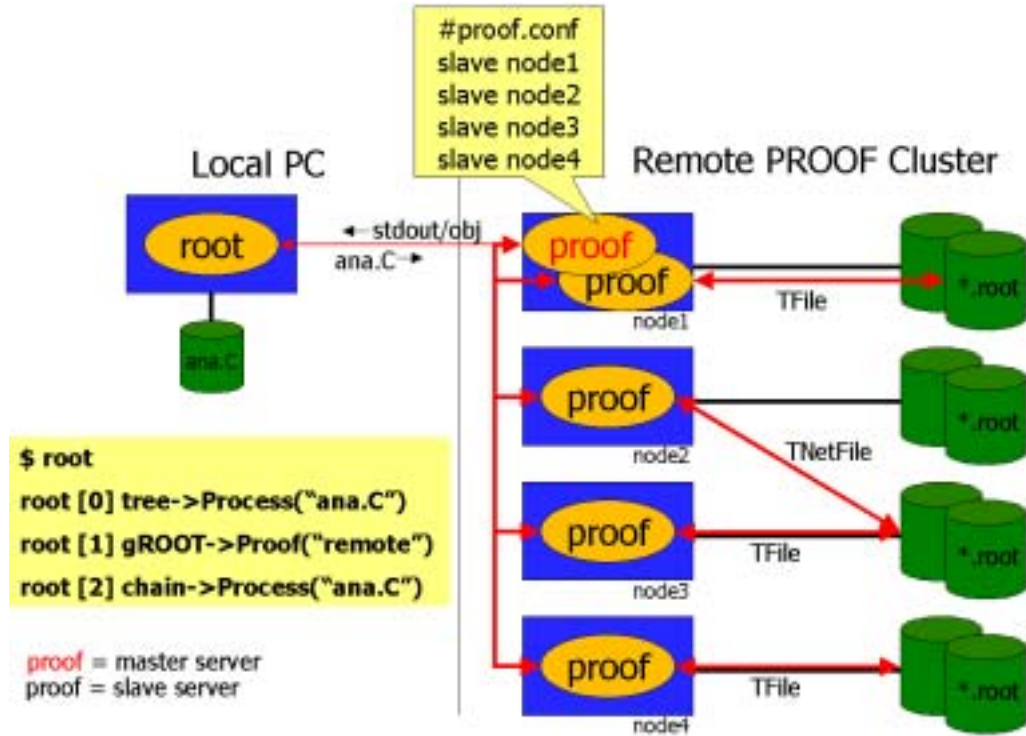 #proof.conf
slave node1
slave node2
slave node3
slave node4
Local PC
Remote PROOF Cluster
root
←stdout/obj
ana.C→
proof
proof
node1
TFile
*.root
ana.C
proof
node2
TNetFile
*.root
$ root
root [0] tree->Process(“ana.C”)
root [1] gROOT->Proof(“remote”)
root [2] chain->Process(“ana.C”)
proof
node3
TFile
*.root
proof = master server
proof = slave server
proof
node4
TFile
*.root